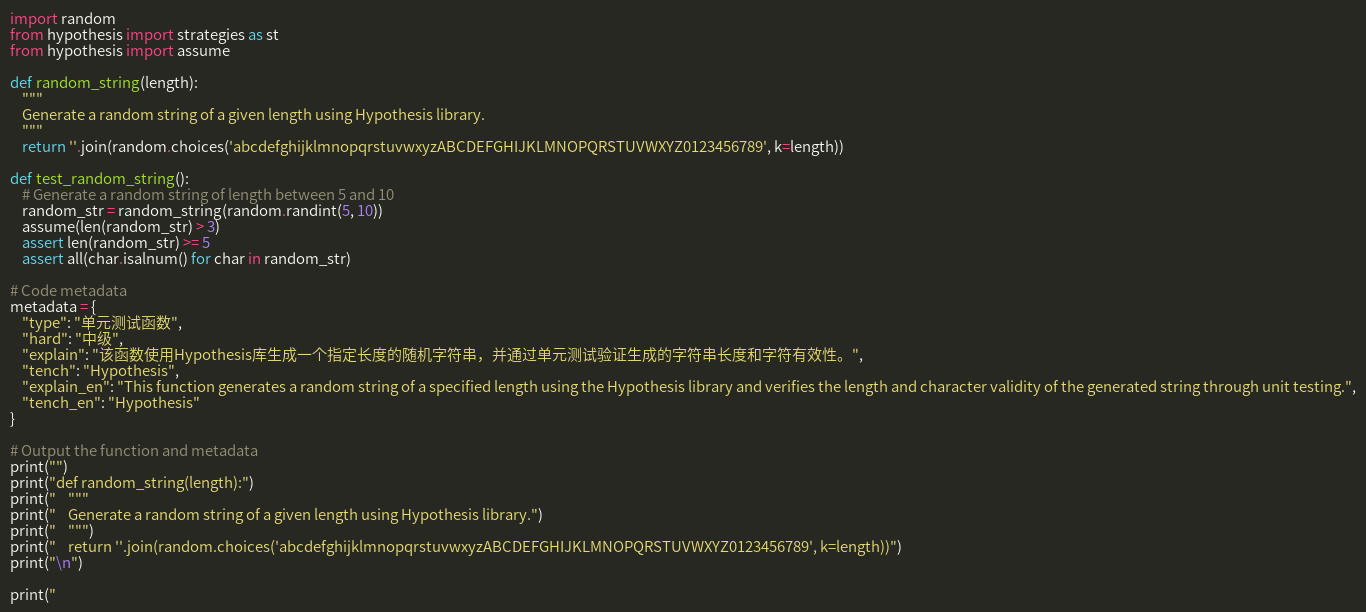 import random
from hypothesis import strategies as st
from hypothesis import assume

def random_string(length):
    """
    Generate a random string of a given length using Hypothesis library.
    """
    return ''.join(random.choices('abcdefghijklmnopqrstuvwxyzABCDEFGHIJKLMNOPQRSTUVWXYZ0123456789', k=length))

def test_random_string():
    # Generate a random string of length between 5 and 10
    random_str = random_string(random.randint(5, 10))
    assume(len(random_str) > 3)
    assert len(random_str) >= 5
    assert all(char.isalnum() for char in random_str)

# Code metadata
metadata = {
    "type": "单元测试函数",
    "hard": "中级",
    "explain": "该函数使用Hypothesis库生成一个指定长度的随机字符串，并通过单元测试验证生成的字符串长度和字符有效性。",
    "tench": "Hypothesis",
    "explain_en": "This function generates a random string of a specified length using the Hypothesis library and verifies the length and character validity of the generated string through unit testing.",
    "tench_en": "Hypothesis"
}

# Output the function and metadata
print("")
print("def random_string(length):")
print("    """
print("    Generate a random string of a given length using Hypothesis library.")
print("    """)
print("    return ''.join(random.choices('abcdefghijklmnopqrstuvwxyzABCDEFGHIJKLMNOPQRSTUVWXYZ0123456789', k=length))")
print("\n")

print("